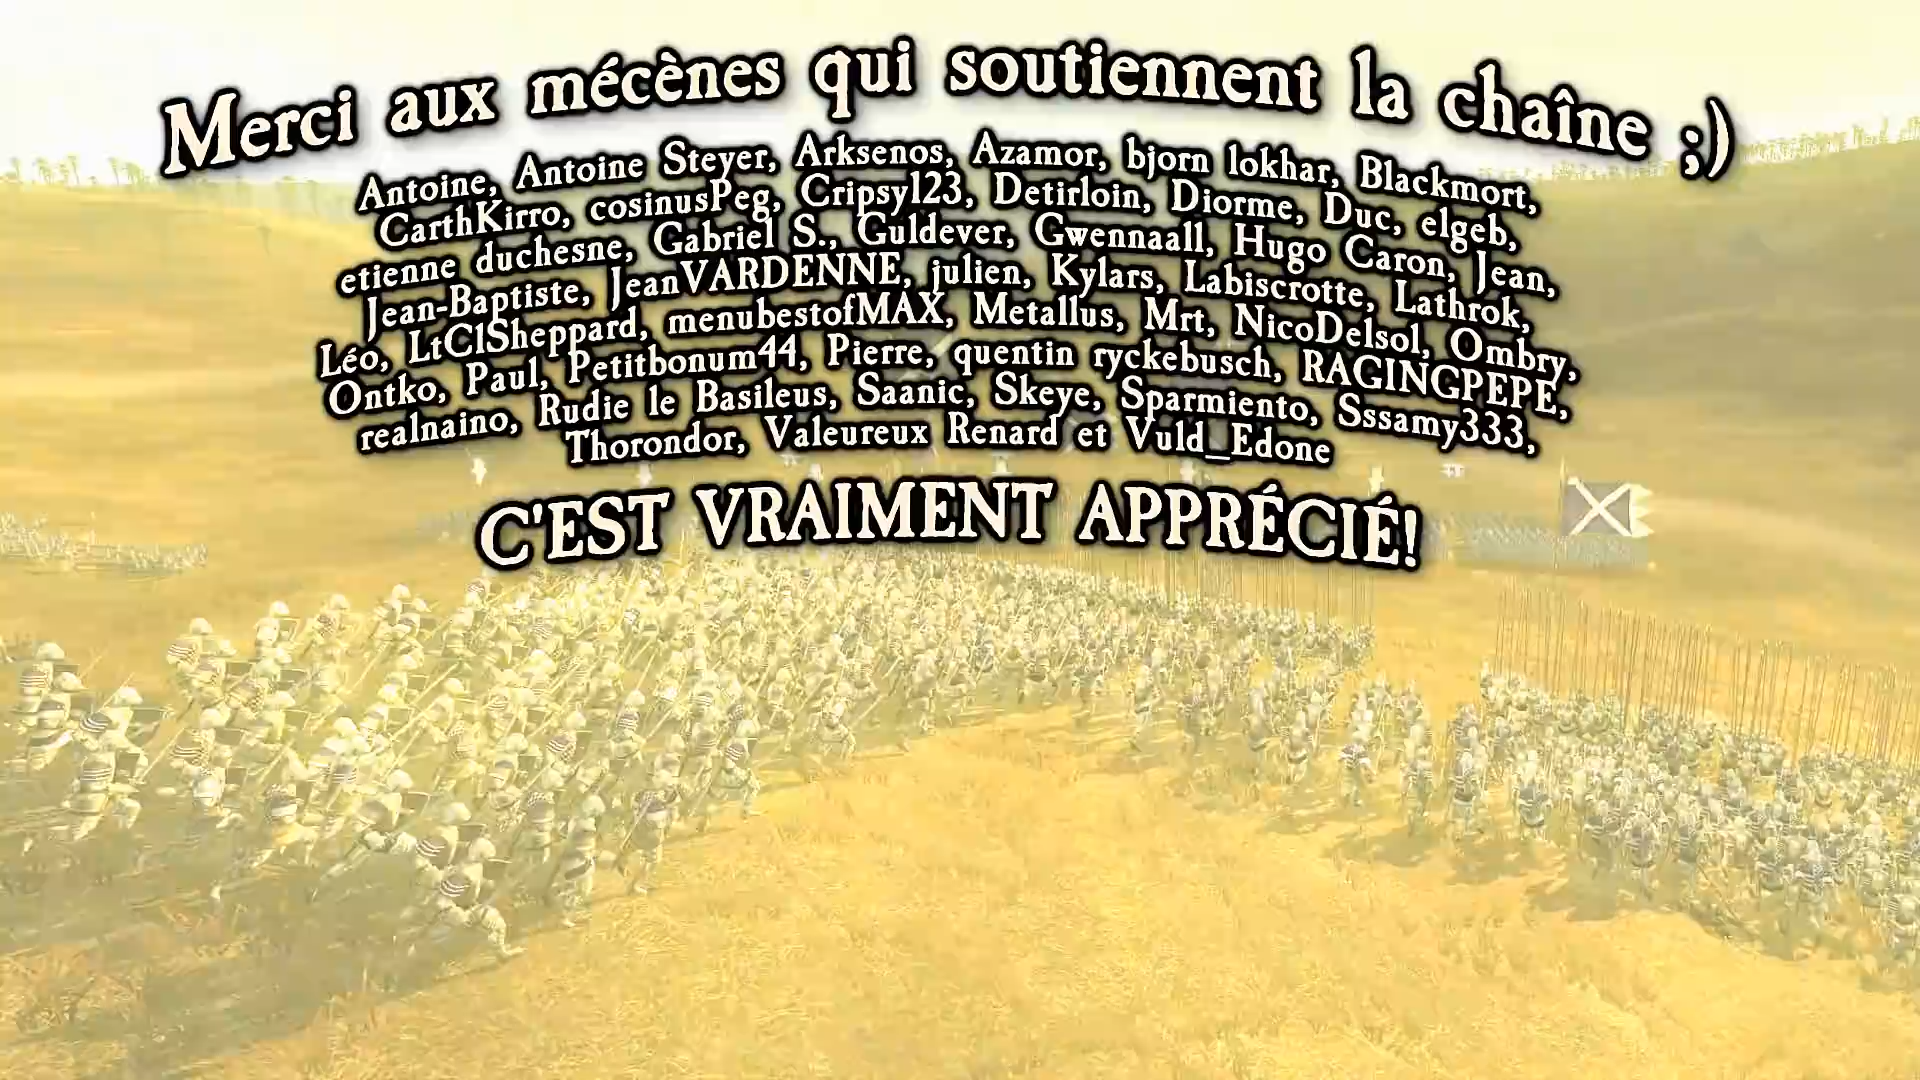 Merci aux mécènes qui soutiennent la chaîne ;)
Antoine, Antoine Steyer, Arksenos, Azamor, bjorn lokhar, Blackmort,
CarthKirro, cosinusPeg, Cripsy123, Detirloin, Diorme, Duc, elgeb,
etienne duchesne, Gabriel S., Guldever, Gwennaall, Hugo Caron, Jean,
Jean-Baptiste, JeanVARDENNE, julien, Kylars, Labiscrotte, Lathrok,
Léo, LtClSheppard, menubestofMAX, Metallus, Mrt, NicoDelsol, Ombry,
Ontko, Paul, Petitbonum44, Pierre, quentin ryckebusch, RAGINGPEPE,
realnaino, Rudie le Basileus, Saanic, Skeye, Sparmiento, Sssamy333,
Thorondor, Valeureux Renard et Vuld_Edone
C'EST VRAIMENT APPRÉCIÉ!